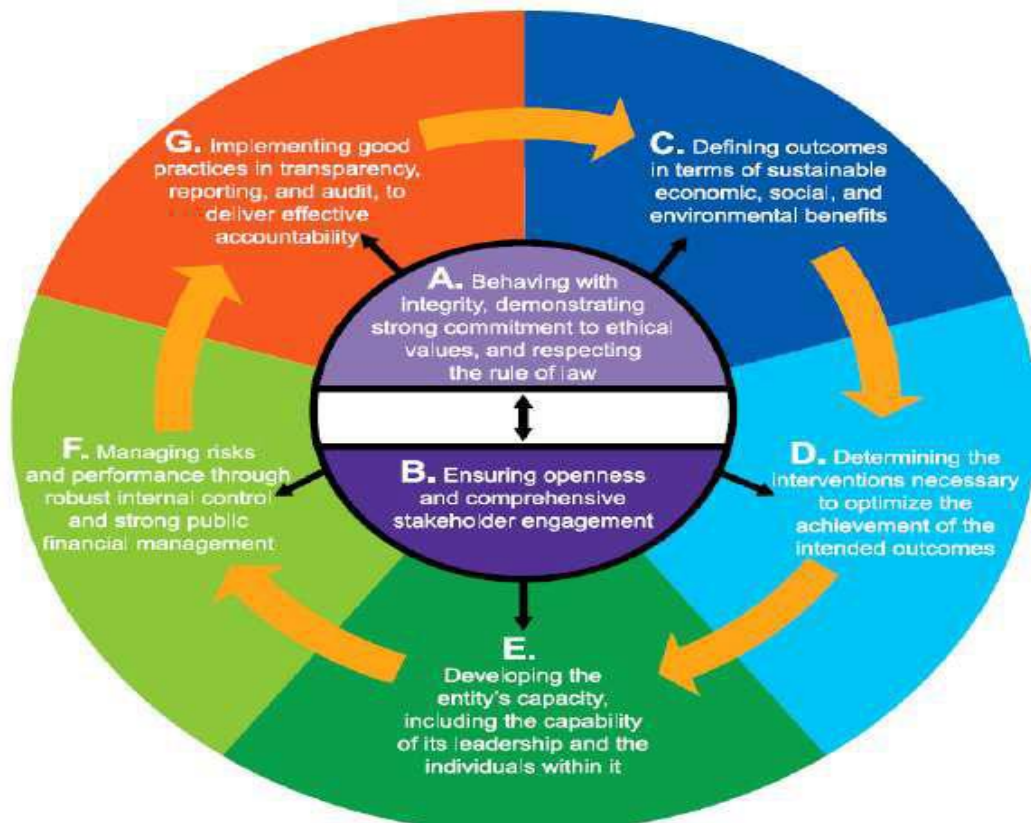 G. Implementing good
practices in transparency,
reporting, and audit, to
deliver effective
accountability
C. Defining outcomes
in terms of sustainable
economic, social, and
environmental benefits
A. Behaving with
integrity, demonstrating
strong commitment to ethical
values, and respecting
the rule of law
F. Managing risks
and performance through
robust internal control
and strong public
financial management
B. Ensuring openness
and comprehensive
stakeholder engagement
D. Determining the
interventions necessary
to optimize the
achievement of the
intended outcomes
E.
Developing the
entity's capacity,
including the capability
of its leadership and the
individuals within it